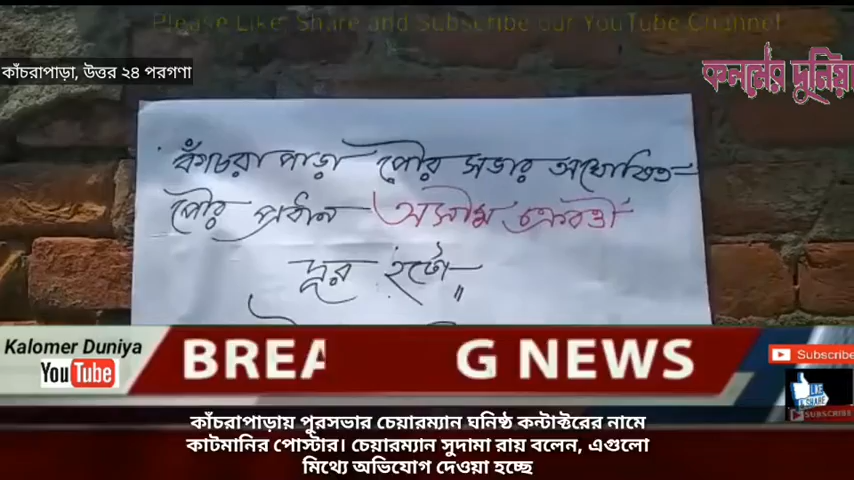 Please Like, Share and Subscribe our YouTube Channel
কাঁচরাপাড়া, উত্তর ২৪ পরগণা
কলমের দুনিয়া
কাঁচরা পাড়া পৌর সভার অঘোষিত
পৌর প্রধান অসীম চক্রবর্ত্তী
দূর হটো
Kalomer Duniya
YouTube
BREA G NEWS
Subscribe
LIKE
& SHARE
SUBSCRIBE
কাঁচরাপাড়ায় পুরসভার চেয়ারম্যান ঘনিষ্ঠ কন্টাক্টরের নামে
কাটমানির পোস্টার। চেয়ারম্যান সুদামা রায় বলেন, এগুলো
মিথ্যে অভিযোগ দেওয়া হচ্ছে